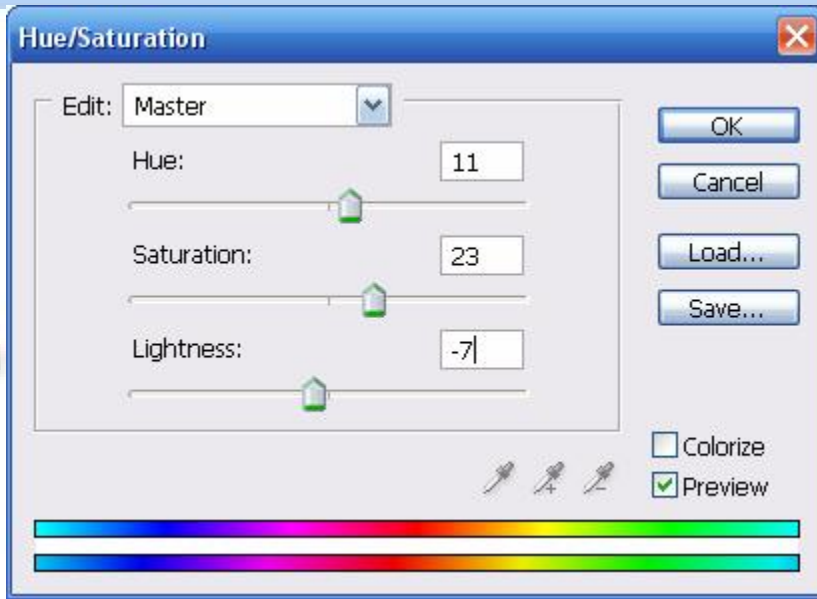 Hue/Saturation
Edit: Master
OK
Hue: 11
Cancel
Saturation: 23
Load...
Save...
Lightness: -7
Colorize
Preview